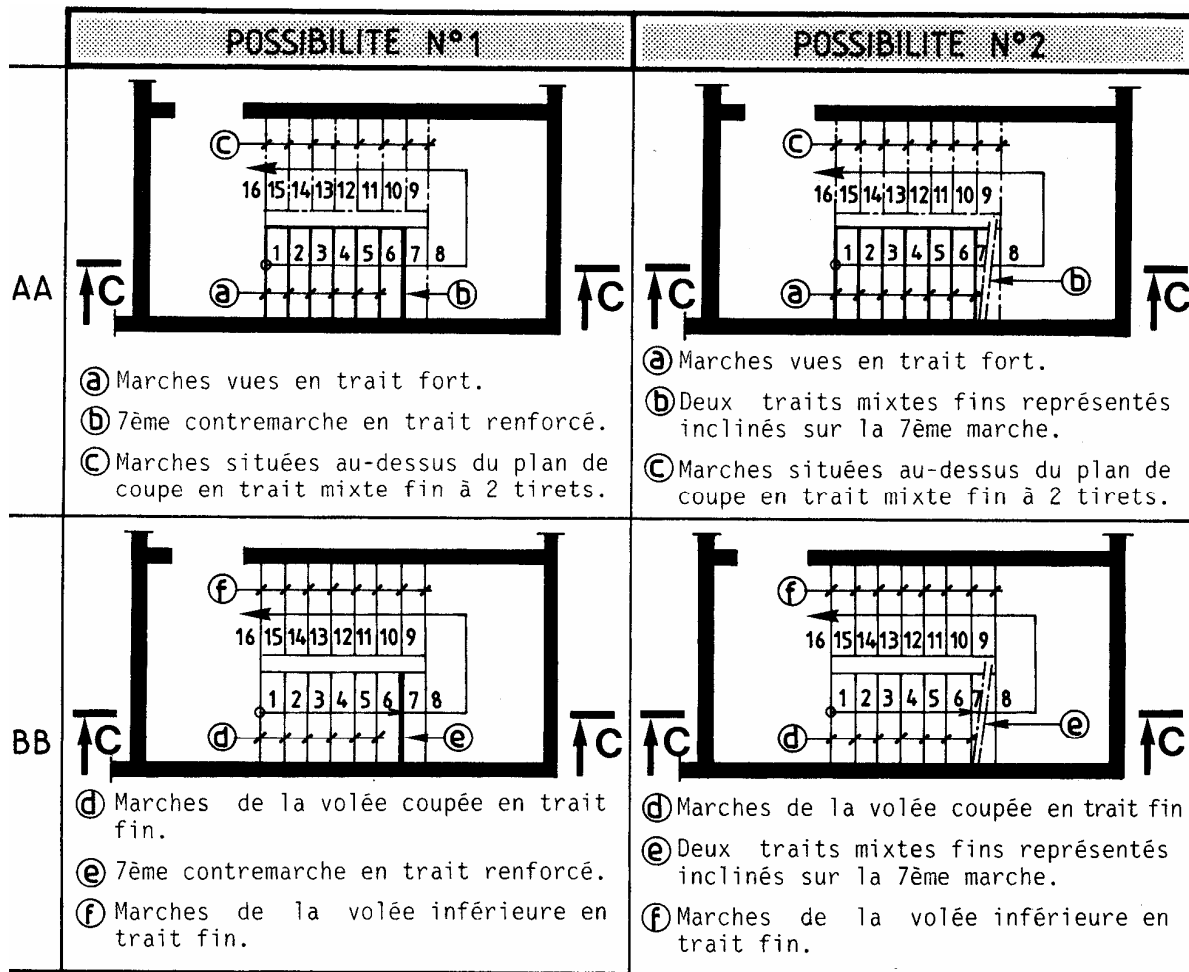 POSSIBILITE N°1
POSSIBILITE N°2
AA
c
16 15 14 13 12 11 10 9
1 2 3 4 5 6 7 8
a
b
C
C
ⓐ Marches vues en trait fort.
ⓑ 7ème contremarche en trait renforcé.
ⓒ Marches situées au-dessus du plan de
coupe en trait mixte fin à 2 tirets.
c
16 15 14 13 12 11 10 9
1 2 3 4 5 6 7 8
a
b
C
C
ⓐ Marches vues en trait fort.
ⓑ Deux traits mixtes fins représentés
inclinés sur la 7ème marche.
ⓒ Marches situées au-dessus du plan de
coupe en trait mixte fin à 2 tirets.
BB
f
16 15 14 13 12 11 10 9
1 2 3 4 5 6 7 8
d
e
C
C
ⓓ Marches de la volée coupée en trait
fin.
ⓔ 7ème contremarche en trait renforcé.
ⓕ Marches de la volée inférieure en
trait fin.
f
16 15 14 13 12 11 10 9
1 2 3 4 5 6 7 8
d
e
C
C
ⓓ Marches de la volée coupée en trait fin
ⓔ Deux traits mixtes fins représentés
inclinés sur la 7ème marche.
ⓕ Marches de la volée inférieure en
trait fin.